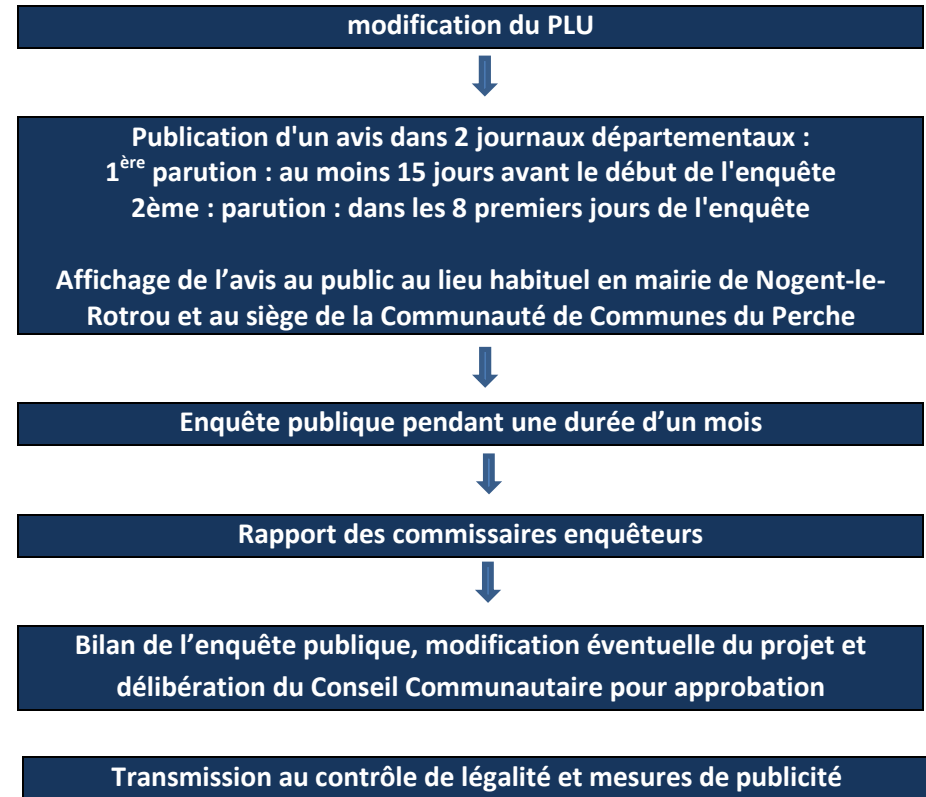 modification du PLU
Publication d'un avis dans 2 journaux départementaux :
1ère parution : au moins 15 jours avant le début de l'enquête
2ème : parution : dans les 8 premiers jours de l'enquête
Affichage de l’avis au public au lieu habituel en mairie de Nogent-le-
Rotrou et au siège de la Communauté de Communes du Perche
Enquête publique pendant une durée d’un mois
Rapport des commissaires enquêteurs
Bilan de l’enquête publique, modification éventuelle du projet et
délibération du Conseil Communautaire pour approbation
Transmission au contrôle de légalité et mesures de publicité